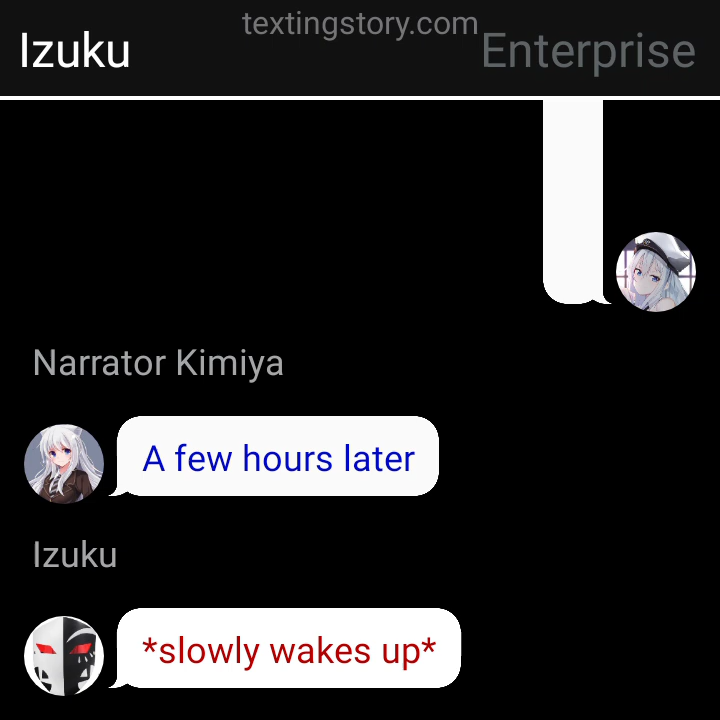 textingstory.com
Izuku
Enterprise
Narrator Kimiya
A few hours later
Izuku
*slowly wakes up*